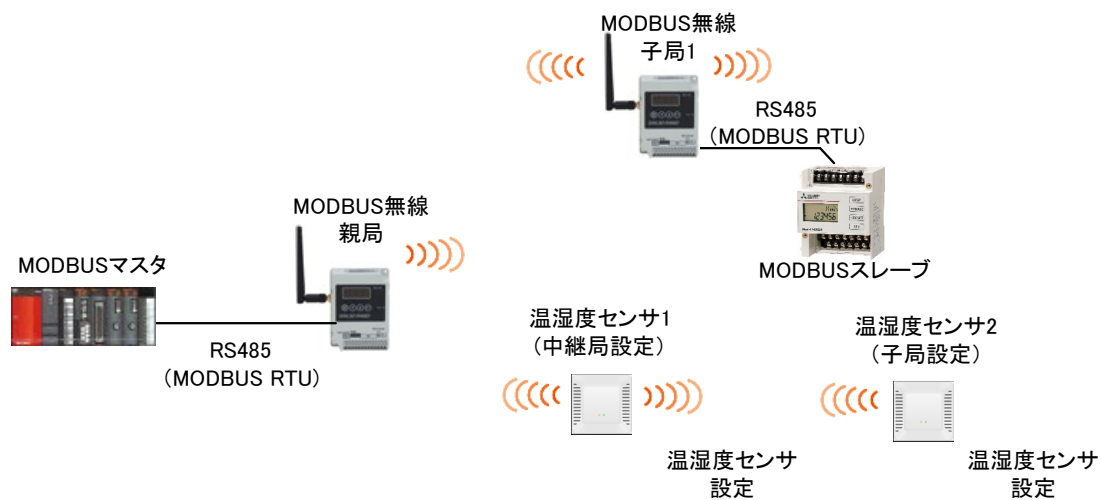 MODBUS無線
子局1
RS485
(MODBUS RTU)
MODBUS無線
親局
MODBUSマスタ
MODBUSスレーブ
RS485
(MODBUS RTU)
温湿度センサ1
(中継局設定)
温湿度センサ2
(子局設定)
温湿度センサ
設定
温湿度センサ
設定